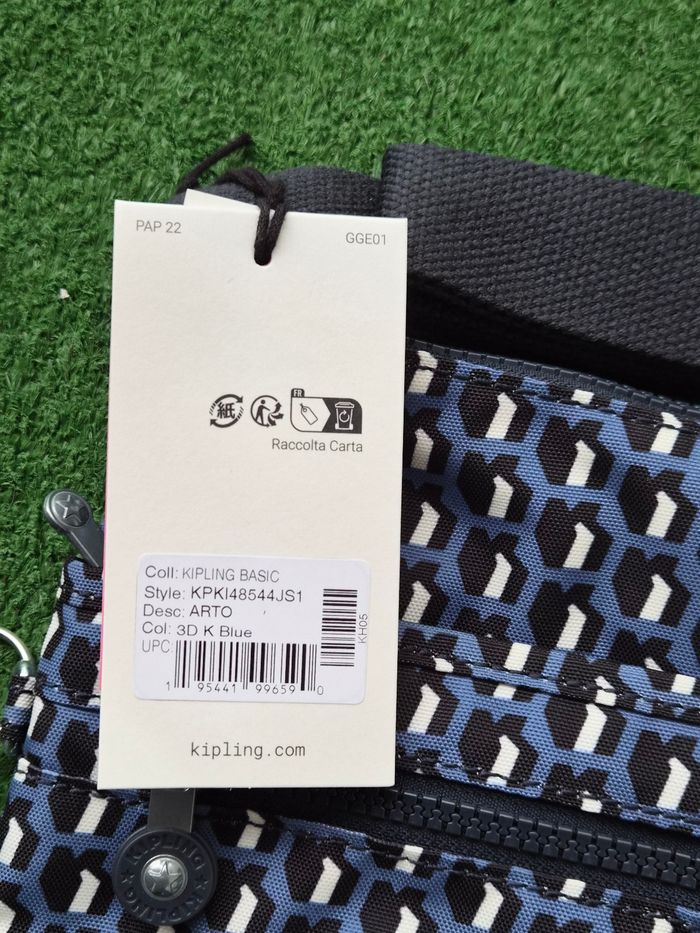 PAP 22
GGE01
紙
FR
Raccolta Carta
Coll: KIPLING BASIC
Style: KPKI48544JS1
Desc: ARTO
Col: 3D K Blue
UPC:
KH05
1 95441 99659 0
kipling.com
KIPLING
KIPLING